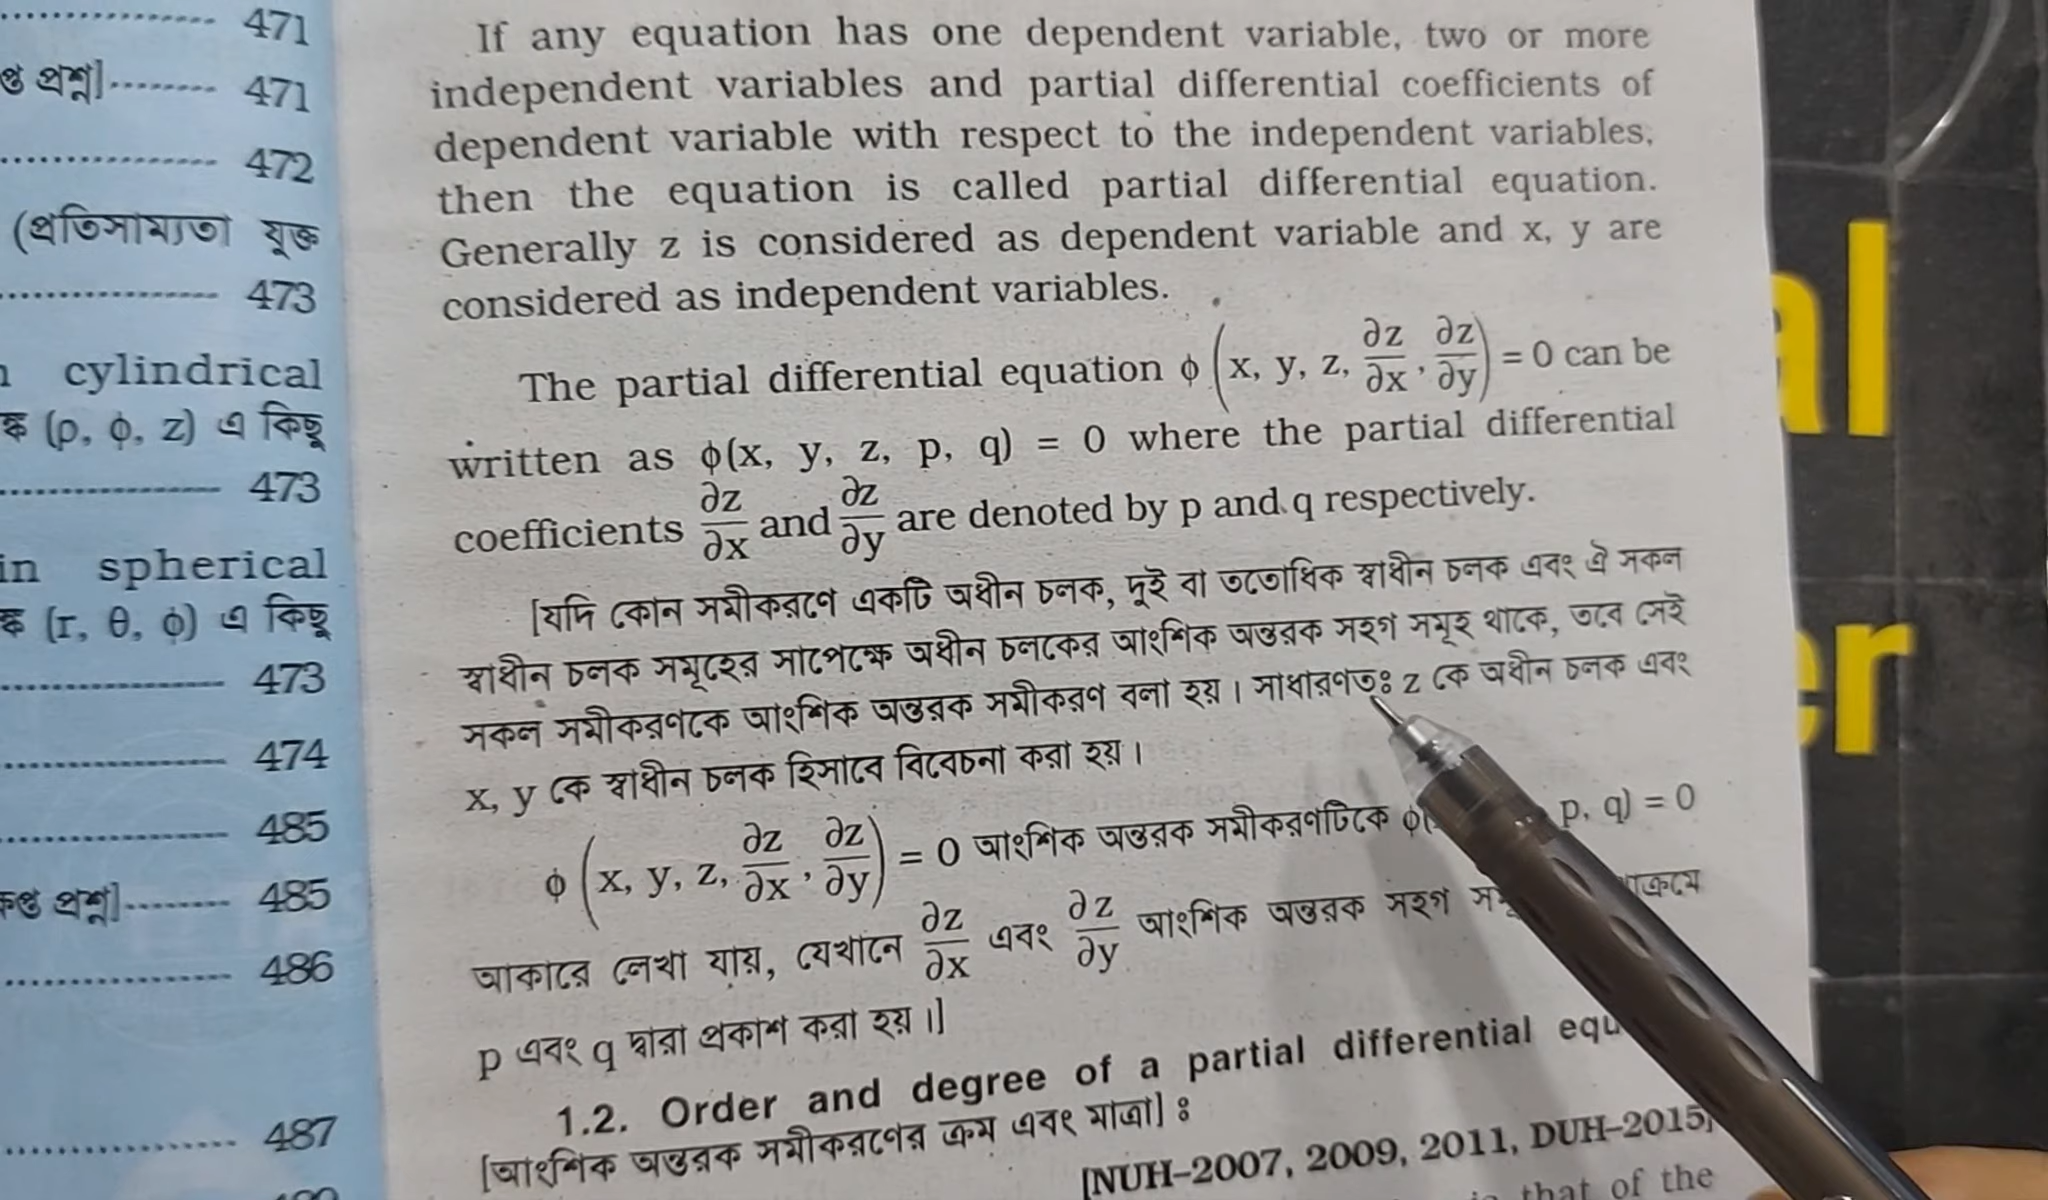 471
প্রশ্ন] 471
472
(প্রতিসাম্যতা যুক্ত
473
cylindrical
(ρ, ϕ, z) এ কিছু
473
in spherical
(r, θ, ϕ) এ কিছু
473
474
485
প্রশ্ন] 485
486
487
If any equation has one dependent variable, two or more
independent variables and partial differential coefficients of
dependent variable with respect to the independent variables,
then the equation is called partial differential equation.
Generally z is considered as dependent variable and x, y are
considered as independent variables.
The partial differential equation ϕ (x, y, z, ∂z/∂x, ∂z/∂y) = 0 can be
written as ϕ(x, y, z, p, q) = 0 where the partial differential
coefficients ∂z/∂x and ∂z/∂y are denoted by p and q respectively.
[যদি কোন সমীকরণে একটি অধীন চলক, দুই বা ততোধিক স্বাধীন চলক এবং ঐ সকল
স্বাধীন চলক সমূহের সাপেক্ষে অধীন চলকের আংশিক অন্তরক সহগ সমূহ থাকে, তবে সেই
সকল সমীকরণকে আংশিক অন্তরক সমীকরণ বলা হয়। সাধারণতঃ z কে অধীন চলক এবং
x, y কে স্বাধীন চলক হিসাবে বিবেচনা করা হয়।
ϕ (x, y, z, ∂z/∂x, ∂z/∂y) = 0 আংশিক অন্তরক সমীকরণটিকে ϕ( p, q) = 0
আকারে লেখা যায়, যেখানে ∂z/∂x এবং ∂z/∂y আংশিক অন্তরক সহগ
p এবং q দ্বারা প্রকাশ করা হয়।]
1.2. Order and degree of a partial differential equ
[আংশিক অন্তরক সমীকরণের ক্রম এবং মাত্রা] ঃ
[NUH–2007, 2009, 2011, DUH–2015,
that of the
al
er